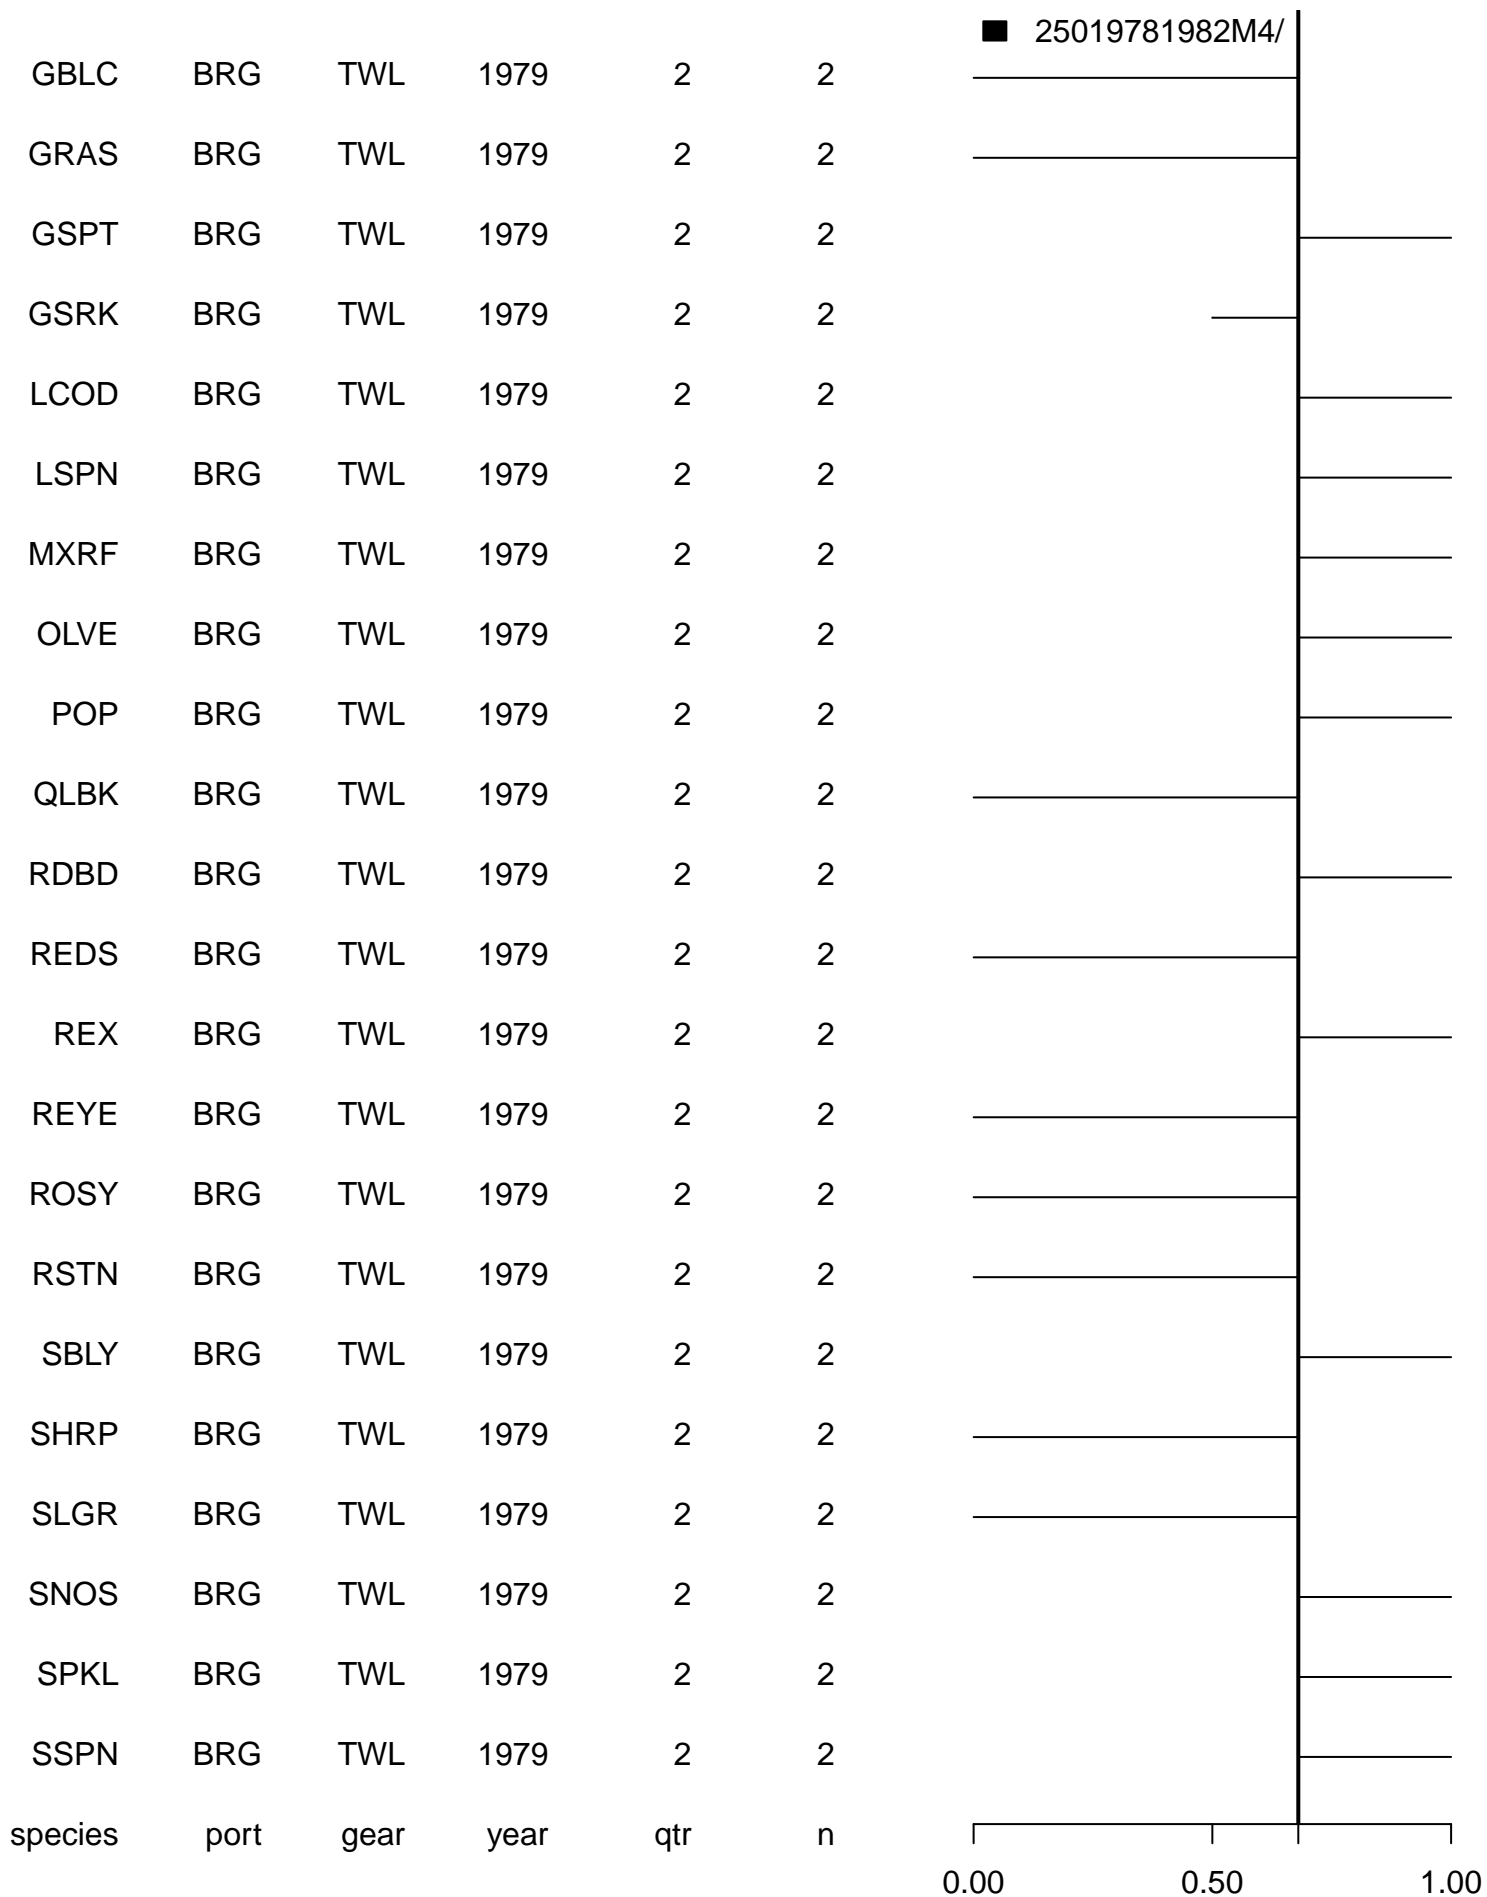 25019781982M4/
GBLC BRG TWL 1979 2 2
GRAS BRG TWL 1979 2 2
GSPT BRG TWL 1979 2 2
GSRK BRG TWL 1979 2 2
LCOD BRG TWL 1979 2 2
LSPN BRG TWL 1979 2 2
MXRF BRG TWL 1979 2 2
OLVE BRG TWL 1979 2 2
POP BRG TWL 1979 2 2
QLBK BRG TWL 1979 2 2
RDBD BRG TWL 1979 2 2
REDS BRG TWL 1979 2 2
REX BRG TWL 1979 2 2
REYE BRG TWL 1979 2 2
ROSY BRG TWL 1979 2 2
RSTN BRG TWL 1979 2 2
SBLY BRG TWL 1979 2 2
SHRP BRG TWL 1979 2 2
SLGR BRG TWL 1979 2 2
SNOS BRG TWL 1979 2 2
SPKL BRG TWL 1979 2 2
SSPN BRG TWL 1979 2 2
species port gear year qtr n
0.00 0.50 1.00